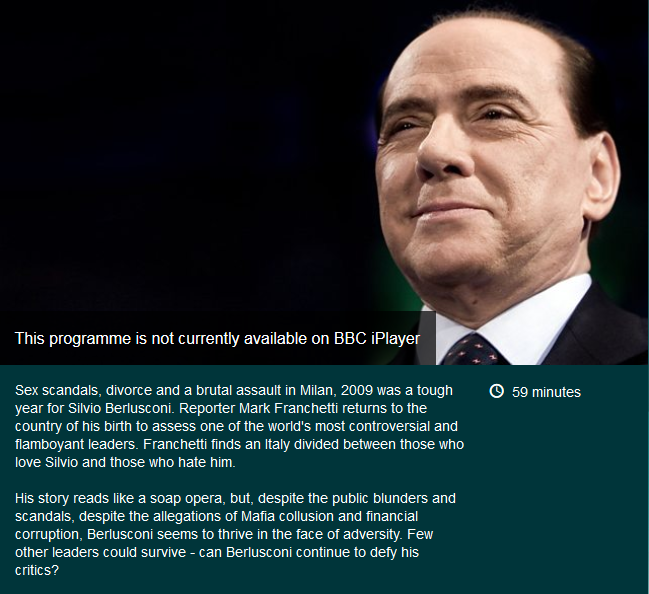 This programme is not currently available on BBC iPlayer
Sex scandals, divorce and a brutal assault in Milan, 2009 was a tough
year for Silvio Berlusconi. Reporter Mark Franchetti returns to the
country of his birth to assess one of the world's most controversial and
flamboyant leaders. Franchetti finds an Italy divided between those who
love Silvio and those who hate him.
His story reads like a soap opera, but, despite the public blunders and
scandals, despite the allegations of Mafia collusion and financial
corruption, Berlusconi seems to thrive in the face of adversity. Few
other leaders could survive - can Berlusconi continue to defy his
critics?
59 minutes